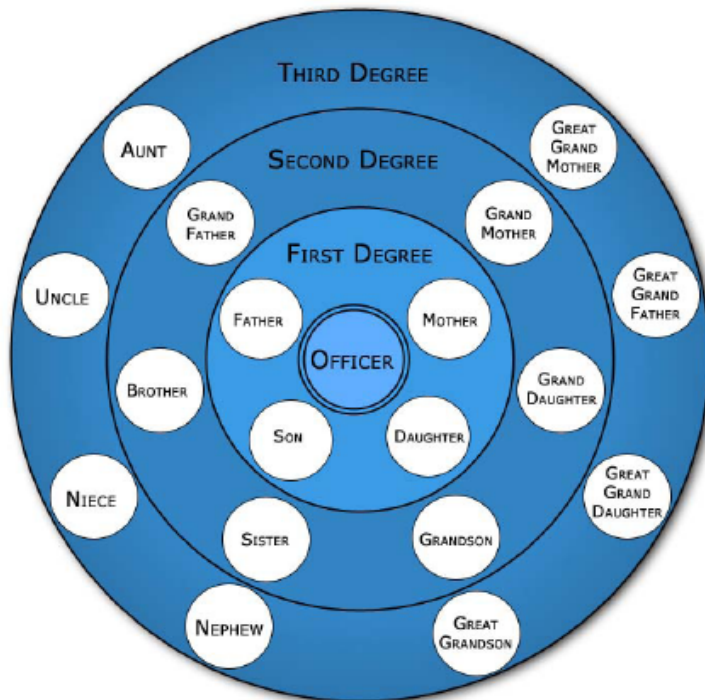 THIRD DEGREE
AUNT
GREAT
GRAND
MOTHER
SECOND DEGREE
GRAND
FATHER
GRAND
MOTHER
FIRST DEGREE
UNCLE
GREAT
GRAND
FATHER
FATHER
MOTHER
OFFICER
BROTHER
GRAND
DAUGHTER
SON
DAUGHTER
NIECE
GREAT
GRAND
DAUGHTER
SISTER
GRANDSON
NEPHEW
GREAT
GRANDSON